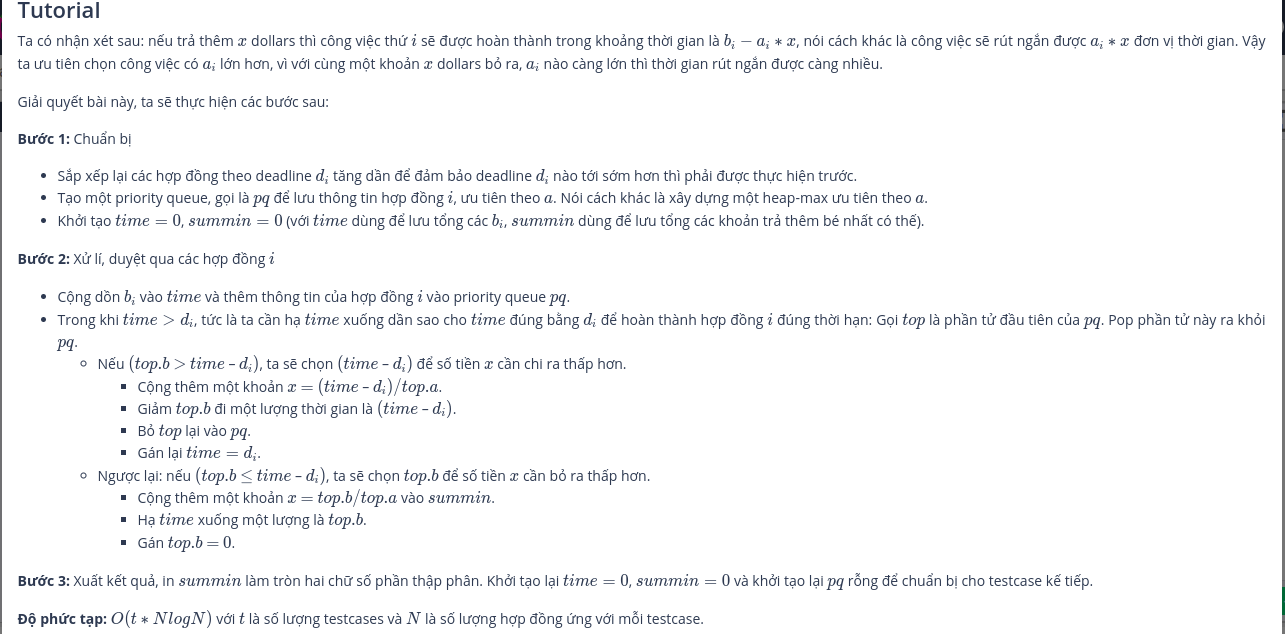 Tutorial
Ta có nhận xét sau: nếu trả thêm x dollars thì công việc thứ i sẽ được hoàn thành trong khoảng thời gian là bᵢ − aᵢ ∗ x, nói cách khác là công việc sẽ rút ngắn được aᵢ ∗ x đơn vị thời gian. Vậy
ta ưu tiên chọn công việc có aᵢ lớn hơn, vì với cùng một khoản x dollars bỏ ra, aᵢ nào càng lớn thì thời gian rút ngắn được càng nhiều.
Giải quyết bài này, ta sẽ thực hiện các bước sau:
Bước 1: Chuẩn bị
• Sắp xếp lại các hợp đồng theo deadline dᵢ tăng dần để đảm bảo deadline dᵢ nào tới sớm hơn thì phải được thực hiện trước.
• Tạo một priority queue, gọi là pq để lưu thông tin hợp đồng i, ưu tiên theo a. Nói cách khác là xây dựng một heap-max ưu tiên theo a.
• Khởi tạo time = 0, summin = 0 (với time dùng để lưu tổng các bᵢ, summin dùng để lưu tổng các khoản trả thêm bé nhất có thể).
Bước 2: Xử lí, duyệt qua các hợp đồng i
• Cộng dồn bᵢ vào time và thêm thông tin của hợp đồng i vào priority queue pq.
• Trong khi time > dᵢ, tức là ta cần hạ time xuống dần sao cho time đúng bằng dᵢ để hoàn thành hợp đồng i đúng thời hạn: Gọi top là phần tử đầu tiên của pq. Pop phần tử này ra khỏi
pq.
◦ Nếu (top.b > time – dᵢ), ta sẽ chọn (time – dᵢ) để số tiền x cần chi ra thấp hơn.
▪ Cộng thêm một khoản x = (time – dᵢ)/top.a.
▪ Giảm top.b đi một lượng thời gian là (time – dᵢ).
▪ Bỏ top lại vào pq.
▪ Gán lại time = dᵢ.
◦ Ngược lại: nếu (top.b ≤ time – dᵢ), ta sẽ chọn top.b để số tiền x cần bỏ ra thấp hơn.
▪ Cộng thêm một khoản x = top.b/top.a vào summin.
▪ Hạ time xuống một lượng là top.b.
▪ Gán top.b = 0.
Bước 3: Xuất kết quả, in summin làm tròn hai chữ số phần thập phân. Khởi tạo lại time = 0, summin = 0 và khởi tạo lại pq rỗng để chuẩn bị cho testcase kế tiếp.
Độ phức tạp: O(t ∗ NlogN) với t là số lượng testcases và N là số lượng hợp đồng ứng với mỗi testcase.